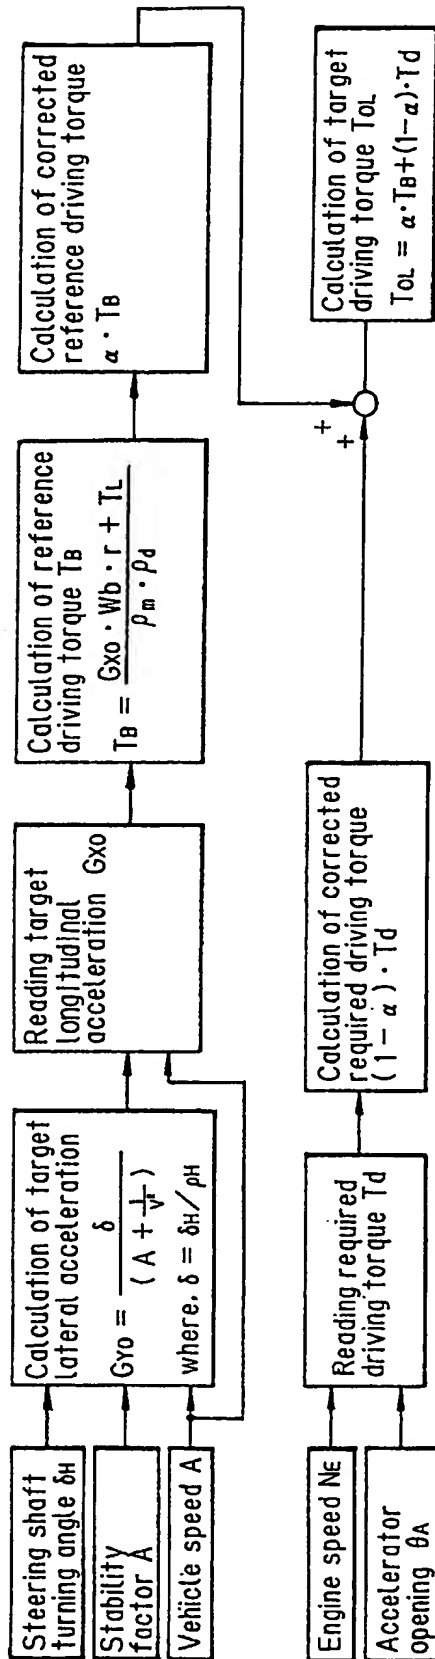 Steering shaft
turning angle δH
Stability
factor A
Vehicle speed A
Calculation of target
lateral acceleration
GYO = δ / (A + 1/V²)
where, δ = δH/ρH
Reading target
longitudinal
acceleration GXO
Calculation of reference
driving torque TB
TB = GXO · Wb · r + TL / ρm · ρd
Calculation of corrected
reference driving torque
α · TB
Engine speed NE
Accelerator
opening θA
Reading required
driving torque Td
Calculation of corrected
required driving torque
(1 − α) · Td
+
+
Calculation of target
driving torque TOL
TOL = α·TB+(1−α)·Td